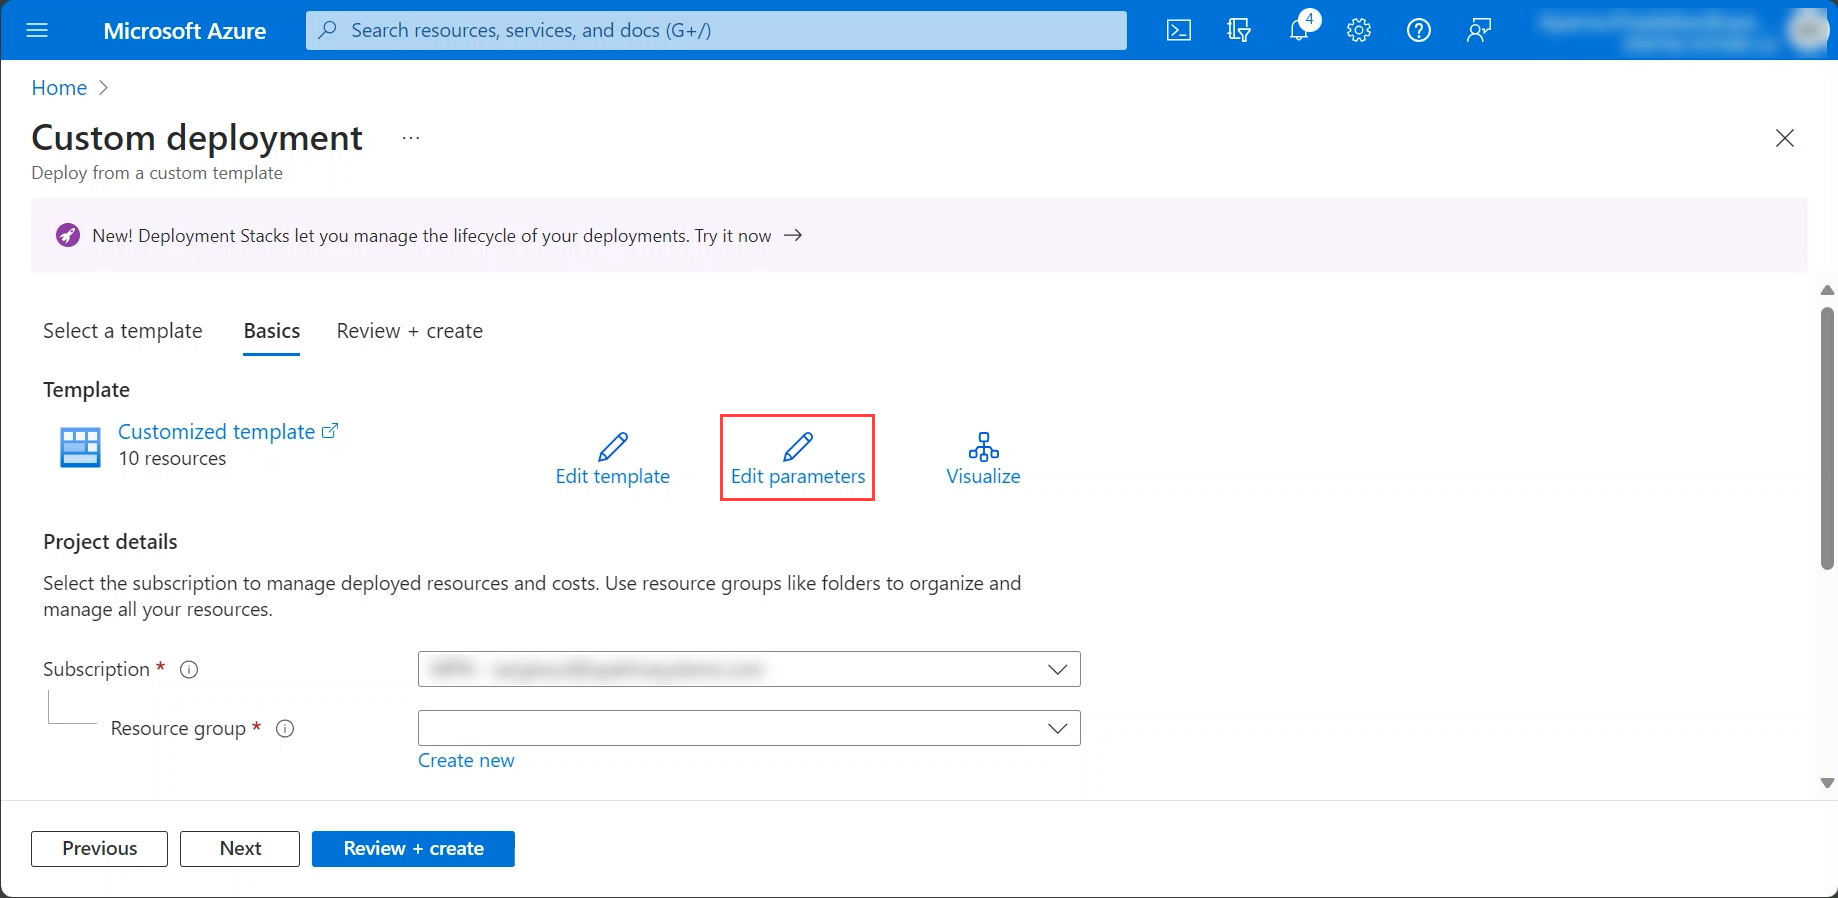 Microsoft Azure
Search resources, services, and docs (G+/)
4
Home
Custom deployment
...
Deploy from a custom template
New! Deployment Stacks let you manage the lifecycle of your deployments. Try it now →
Select a template
Basics
Review + create
Template
Customized template
10 resources
Edit template
Edit parameters
Visualize
Project details
Select the subscription to manage deployed resources and costs. Use resource groups like folders to organize and
manage all your resources.
Subscription *
Resource group *
Create new
Previous
Next
Review + create